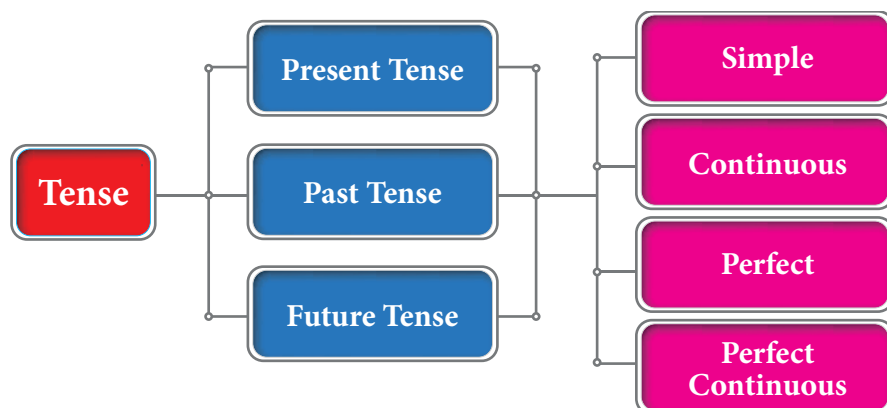 Tense
Present Tense
Past Tense
Future Tense
Simple
Continuous
Perfect
Perfect
Continuous